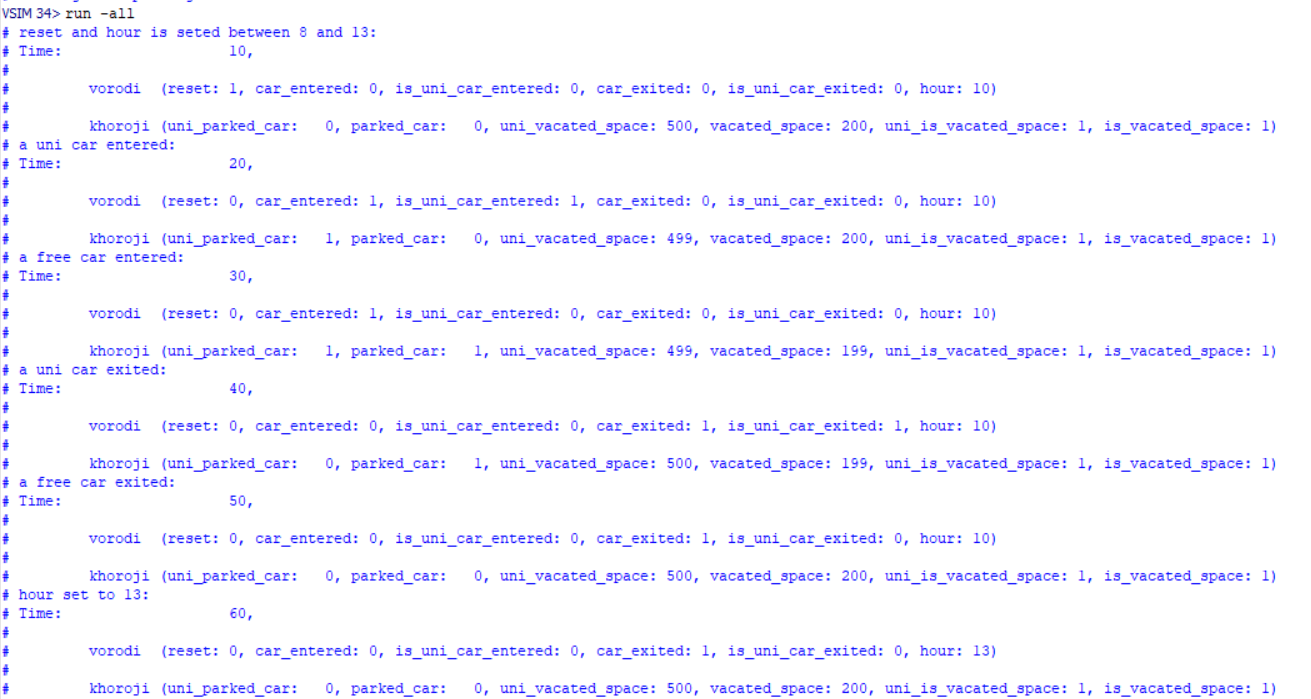 VSIM 34> run -all
# reset and hour is seted between 8 and 13:
# Time:                   10,
#
#         vorodi  (reset: 1, car_entered: 0, is_uni_car_entered: 0, car_exited: 0, is_uni_car_exited: 0, hour: 10)
#
#         khoroji (uni_parked_car:   0, parked_car:   0, uni_vacated_space: 500, vacated_space: 200, uni_is_vacated_space: 1, is_vacated_space: 1)
# a uni car entered:
# Time:                   20,
#
#         vorodi  (reset: 0, car_entered: 1, is_uni_car_entered: 1, car_exited: 0, is_uni_car_exited: 0, hour: 10)
#
#         khoroji (uni_parked_car:   1, parked_car:   0, uni_vacated_space: 499, vacated_space: 200, uni_is_vacated_space: 1, is_vacated_space: 1)
# a free car entered:
# Time:                   30,
#
#         vorodi  (reset: 0, car_entered: 1, is_uni_car_entered: 0, car_exited: 0, is_uni_car_exited: 0, hour: 10)
#
#         khoroji (uni_parked_car:   1, parked_car:   1, uni_vacated_space: 499, vacated_space: 199, uni_is_vacated_space: 1, is_vacated_space: 1)
# a uni car exited:
# Time:                   40,
#
#         vorodi  (reset: 0, car_entered: 0, is_uni_car_entered: 0, car_exited: 1, is_uni_car_exited: 1, hour: 10)
#
#         khoroji (uni_parked_car:   0, parked_car:   1, uni_vacated_space: 500, vacated_space: 199, uni_is_vacated_space: 1, is_vacated_space: 1)
# a free car exited:
# Time:                   50,
#
#         vorodi  (reset: 0, car_entered: 0, is_uni_car_entered: 0, car_exited: 1, is_uni_car_exited: 0, hour: 10)
#
#         khoroji (uni_parked_car:   0, parked_car:   0, uni_vacated_space: 500, vacated_space: 200, uni_is_vacated_space: 1, is_vacated_space: 1)
# hour set to 13:
# Time:                   60,
#
#         vorodi  (reset: 0, car_entered: 0, is_uni_car_entered: 0, car_exited: 1, is_uni_car_exited: 0, hour: 13)
#
#         khoroji (uni_parked_car:   0, parked_car:   0, uni_vacated_space: 500, vacated_space: 200, uni_is_vacated_space: 1, is_vacated_space: 1)